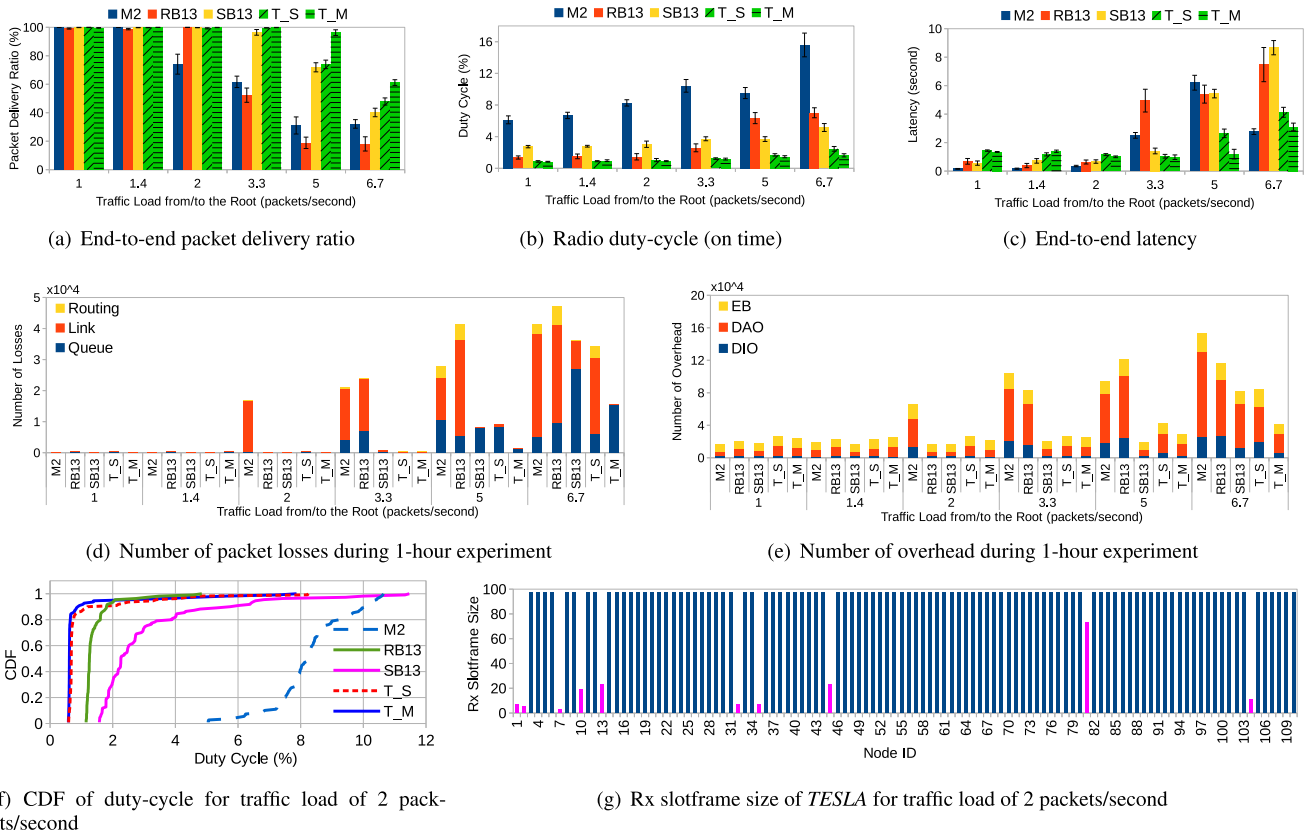 M2 RB13 SB13 T_S T_M
Packet Delivery Ratio (%)
100
80
60
40
20
0
1 1.4 2 3.3 5 6.7
Traffic Load from/to the Root (packets/second)
(a) End-to-end packet delivery ratio
M2 RB13 SB13 T_S T_M
Duty Cycle (%)
16
12
8
4
0
1 1.4 2 3.3 5 6.7
Traffic Load from/to the Root (packets/second)
(b) Radio duty-cycle (on time)
M2 RB13 SB13 T_S T_M
Latency (second)
10
8
6
4
2
0
1 1.4 2 3.3 5 6.7
Traffic Load from/to the Root (packets/second)
(c) End-to-end latency
x10^4
Number of Losses
5
4
3
2
1
0
Routing
Link
Queue
M2 RB13 SB13 T_S T_M M2 RB13 SB13 T_S T_M M2 RB13 SB13 T_S T_M M2 RB13 SB13 T_S T_M M2 RB13 SB13 T_S T_M M2 RB13 SB13 T_S T_M
1 1.4 2 3.3 5 6.7
Traffic Load from/to the Root (packets/second)
(d) Number of packet losses during 1-hour experiment
x10^4
Number of Overhead
20
16
12
8
4
0
EB
DAO
DIO
M2 RB13 SB13 T_S T_M M2 RB13 SB13 T_S T_M M2 RB13 SB13 T_S T_M M2 RB13 SB13 T_S T_M M2 RB13 SB13 T_S T_M M2 RB13 SB13 T_S T_M
1 1.4 2 3.3 5 6.7
Traffic Load from/to the Root (packets/second)
(e) Number of overhead during 1-hour experiment
CDF
1
0.8
0.6
0.4
0.2
0
M2
RB13
SB13
T_S
T_M
0 2 4 6 8 10 12
Duty Cycle (%)
f) CDF of duty-cycle for traffic load of 2 pack-
ts/second
Rx Slotframe Size
100
80
60
40
20
0
1 4 7 10 13 16 19 22 25 28 31 34 37 40 43 46 49 52 55 58 61 64 67 70 73 76 79 82 85 88 91 94 97 100 103 106 109
Node ID
(g) Rx slotframe size of TESLA for traffic load of 2 packets/second